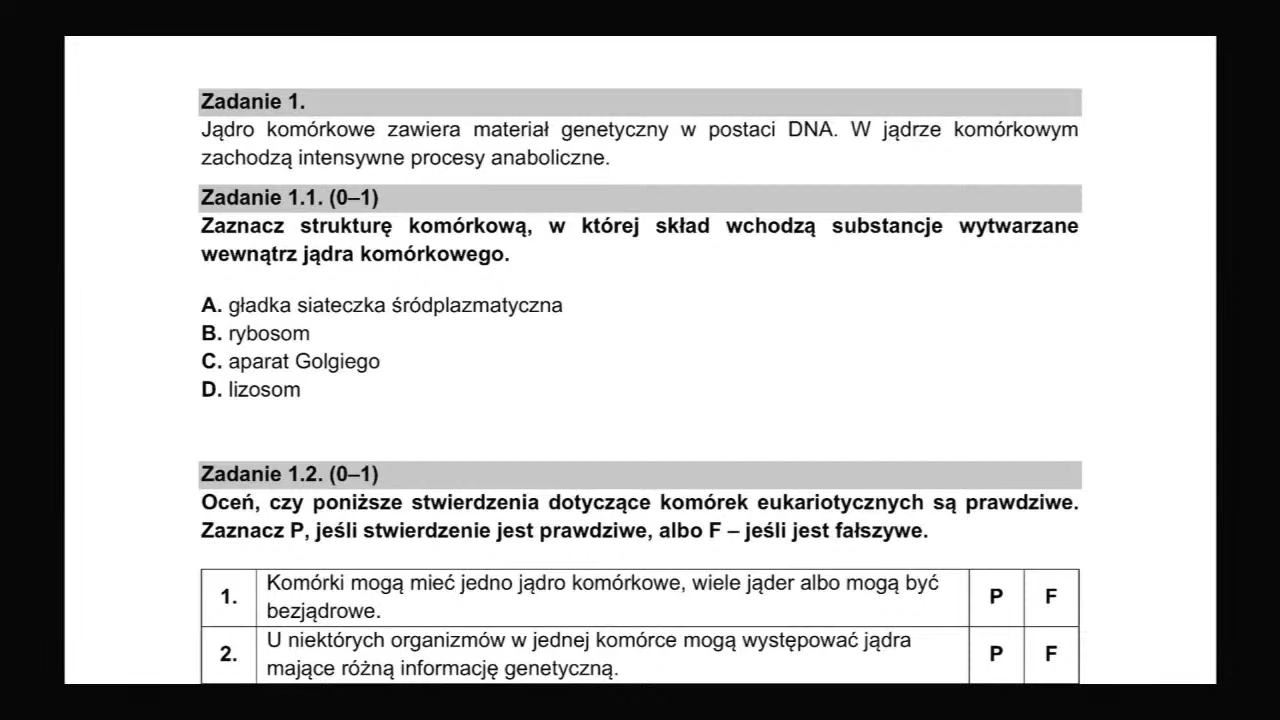 Zadanie 1.
Jądro komórkowe zawiera materiał genetyczny w postaci DNA. W jądrze komórkowym
zachodzą intensywne procesy anaboliczne.
Zadanie 1.1. (0–1)
Zaznacz strukturę komórkową, w której skład wchodzą substancje wytwarzane
wewnątrz jądra komórkowego.
A. gładka siateczka śródplazmatyczna
B. rybosom
C. aparat Golgiego
D. lizosom
Zadanie 1.2. (0–1)
Oceń, czy poniższe stwierdzenia dotyczące komórek eukariotycznych są prawdziwe.
Zaznacz P, jeśli stwierdzenie jest prawdziwe, albo F – jeśli jest fałszywe.
1. Komórki mogą mieć jedno jądro komórkowe, wiele jąder albo mogą być
bezjądrowe. P F
2. U niektórych organizmów w jednej komórce mogą występować jądra
mające różną informację genetyczną. P F